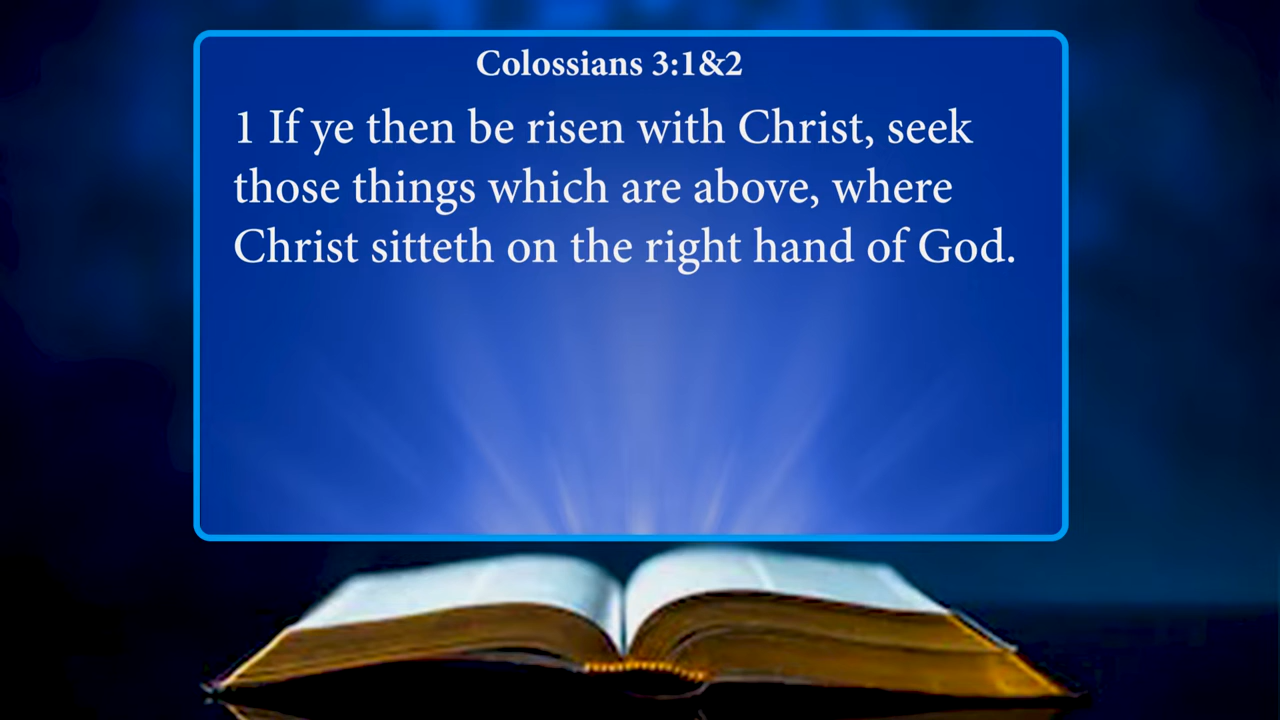 Colossians 3:1&2
1 If ye then be risen with Christ, seek
those things which are above, where
Christ sitteth on the right hand of God.